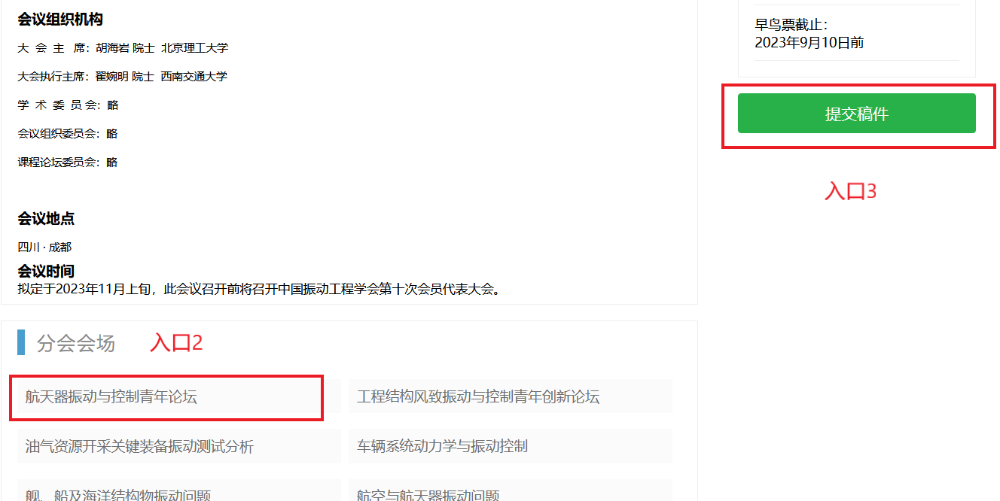 会议组织机构
大 会 主 席：胡海岩 院士 北京理工大学
大会执行主席：翟婉明 院士 西南交通大学
学 术 委 员 会：略
会议组织委员会：略
课程论坛委员会：略
会议地点
四川 · 成都
会议时间
拟定于2023年11月上旬，此会议召开前将召开中国振动工程学会第十次会员代表大会。
早鸟票截止：
2023年9月10日前
提交稿件
入口3
分会会场 入口2
航天器振动与控制青年论坛
工程结构风致振动与控制青年创新论坛
油气资源开采关键装备振动测试分析
车辆系统动力学与振动控制
舰、船及海洋结构物振动问题
航空与航天器振动问题